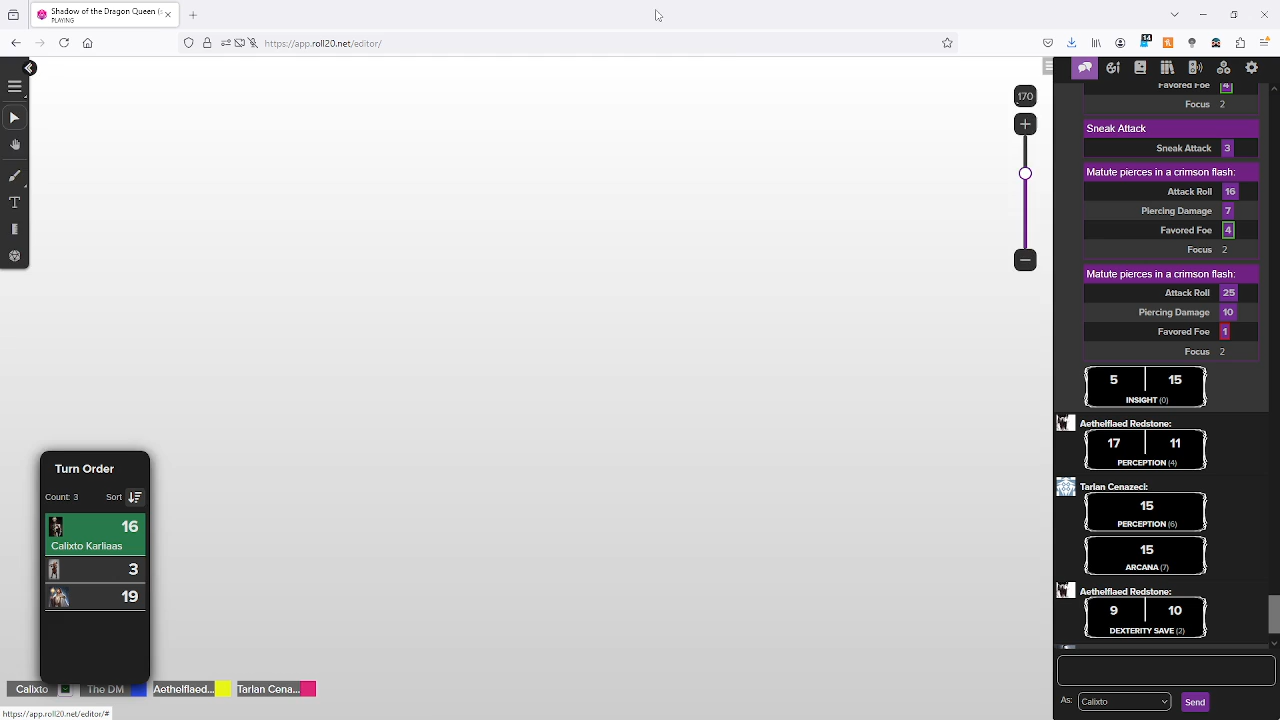 Shadow of the Dragon Queen (s
PLAYING
https://app.roll20.net/editor/
14
170
Favored Foe 4
Focus 2
Sneak Attack
Sneak Attack 3
Matute pierces in a crimson flash:
Attack Roll 16
Piercing Damage 7
Favored Foe 4
Focus 2
Matute pierces in a crimson flash:
Attack Roll 25
Piercing Damage 10
Favored Foe 1
Focus 2
5 15
INSIGHT (0)
Aethelflaed Redstone:
17 11
PERCEPTION (4)
Tarlan Cenazeci:
15
PERCEPTION (6)
15
ARCANA (7)
Aethelflaed Redstone:
9 10
DEXTERITY SAVE (2)
As: Calixto Send
Turn Order
Count: 3 Sort
16
Calixto Karliaas
3
19
Calixto The DM Aethelflaed... Tarlan Cena...
https://app.roll20.net/editor/#